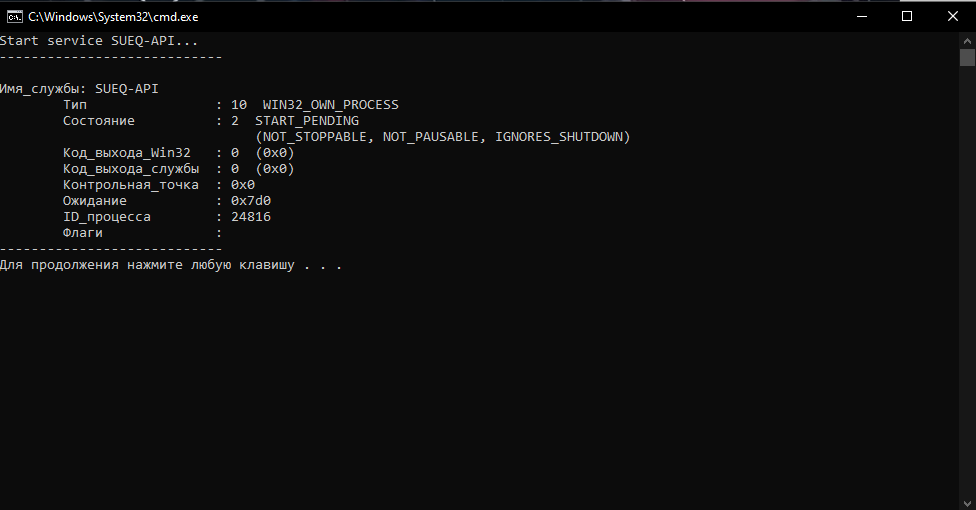 C:\Windows\System32\cmd.exe
Start service SUEQ-API...
----------------------------
Имя_службы: SUEQ-API
        Тип                : 10  WIN32_OWN_PROCESS
        Состояние          : 2  START_PENDING
                                (NOT_STOPPABLE, NOT_PAUSABLE, IGNORES_SHUTDOWN)
        Код_выхода_Win32   : 0  (0x0)
        Код_выхода_службы  : 0  (0x0)
        Контрольная_точка  : 0x0
        Ожидание           : 0x7d0
        ID_процесса        : 24816
        Флаги              :
----------------------------
Для продолжения нажмите любую клавишу . . .